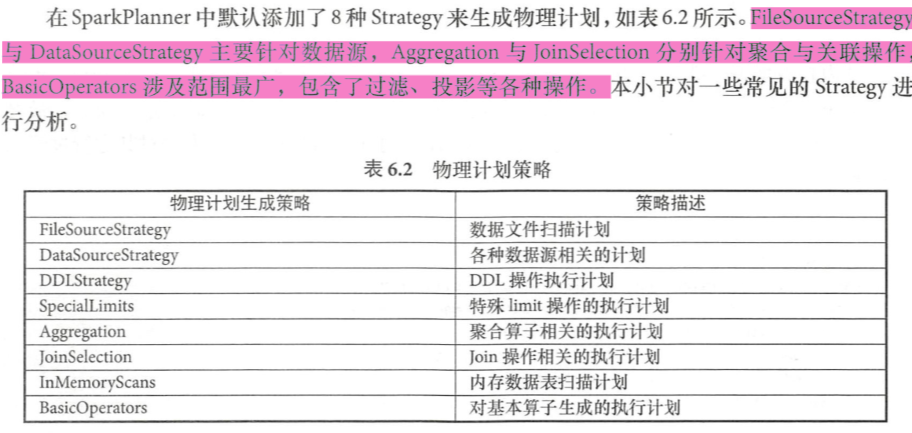 在 SparkPlanner 中默认添加了 8 种 Strategy 来生成物理计划，如表 6.2 所示。FileSourceStrategy
与 DataSourceStrategy 主要针对数据源，Aggregation 与 JoinSelection 分别针对聚合与关联操作，
BasicOperators 涉及范围最广，包含了过滤、投影等各种操作。本小节对一些常见的 Strategy 进
行分析。
表 6.2 物理计划策略
物理计划生成策略 策略描述
FileSourceStrategy 数据文件扫描计划
DataSourceStrategy 各种数据源相关的计划
DDLStrategy DDL 操作执行计划
SpecialLimits 特殊 limit 操作的执行计划
Aggregation 聚合算子相关的执行计划
JoinSelection Join 操作相关的执行计划
InMemoryScans 内存数据表扫描计划
BasicOperators 对基本算子生成的执行计划